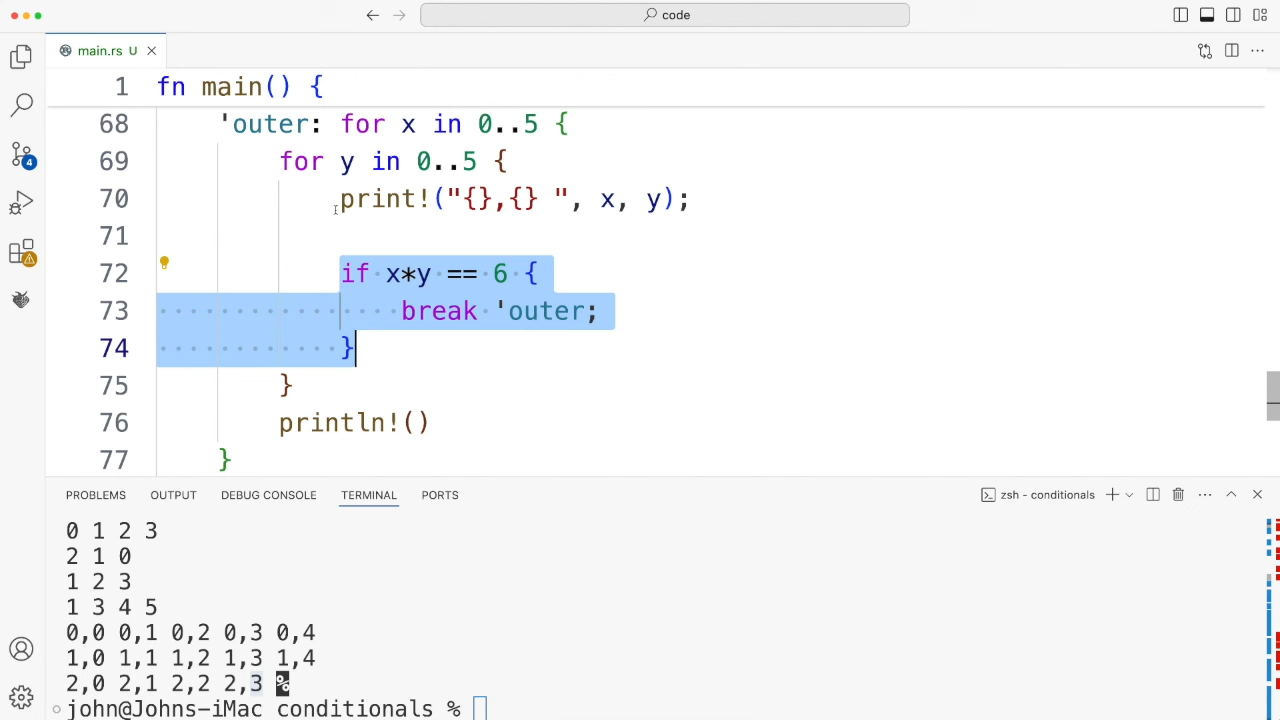 code
main.rs U
1 fn main() {
68 'outer: for x in 0..5 {
69 for y in 0..5 {
70 print!("{},{} ", x, y);
71
72 if x*y == 6 {
73 break 'outer;
74 }
75 }
76 println!()
77 }
4
PROBLEMS OUTPUT DEBUG CONSOLE TERMINAL PORTS
zsh - conditionals
0 1 2 3
2 1 0
1 2 3
1 3 4 5
0,0 0,1 0,2 0,3 0,4
1,0 1,1 1,2 1,3 1,4
2,0 2,1 2,2 2,3 %
john@Johns-iMac conditionals %